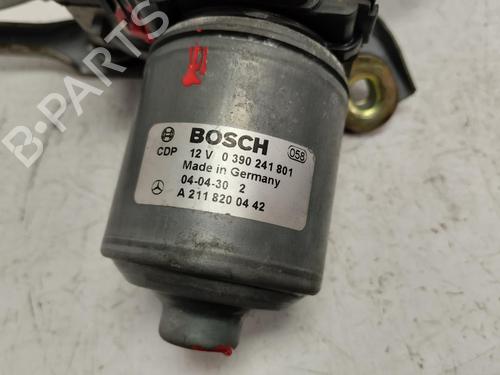 BOSCH
058
CDP 12 V 0 390 241 801
Made in Germany
04-04-30 2
A 211 820 04 42
B-PARTS